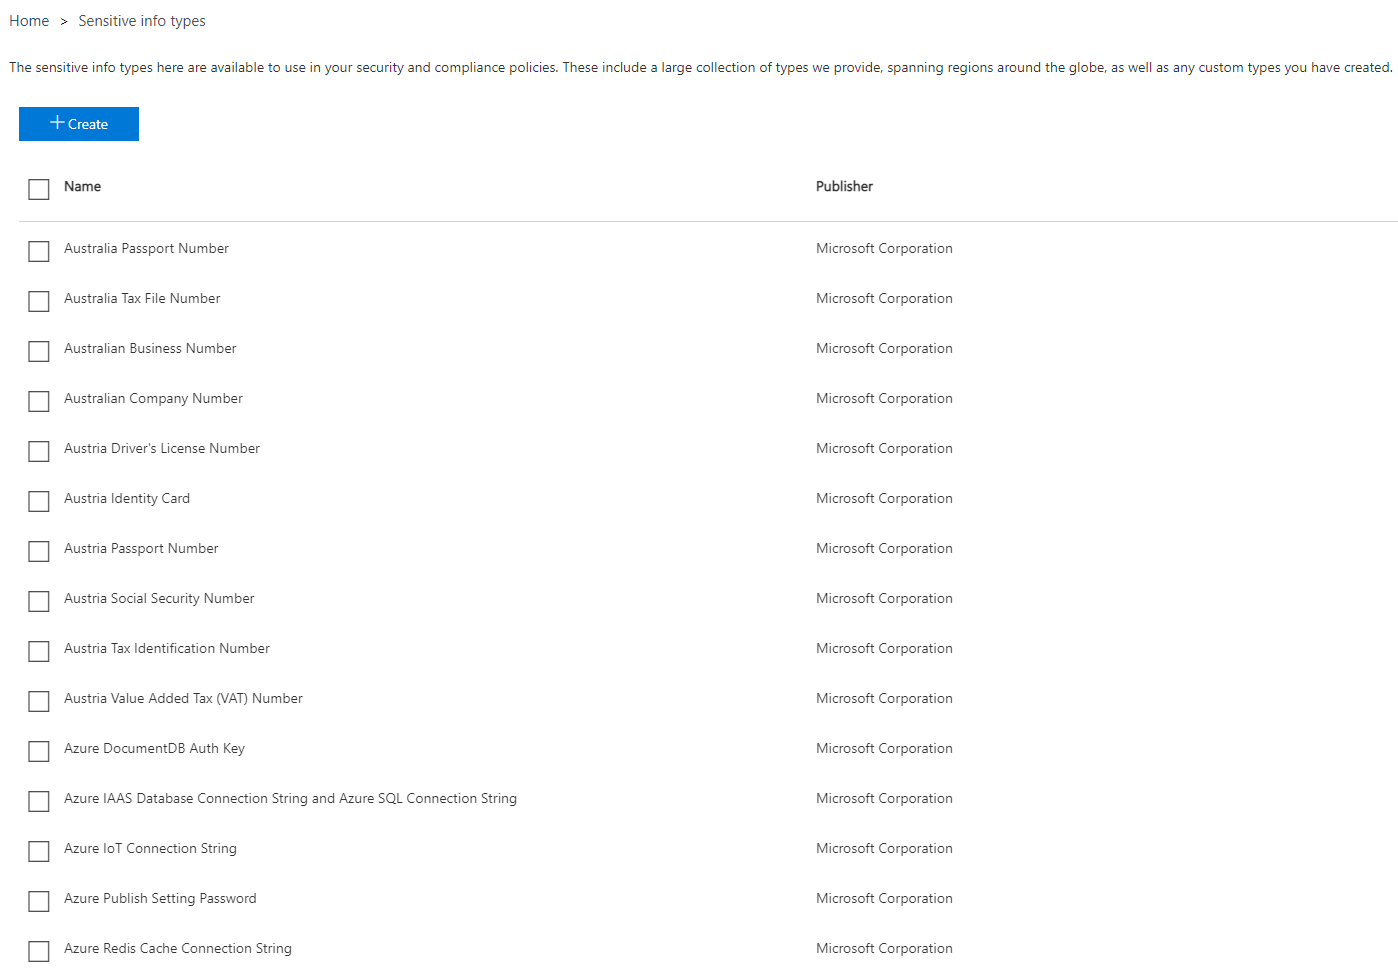 Home > Sensitive info types
The sensitive info types here are available to use in your security and compliance policies. These include a large collection of types we provide, spanning regions around the globe, as well as any custom types you have created.
+ Create
Name Publisher
Australia Passport Number Microsoft Corporation
Australia Tax File Number Microsoft Corporation
Australian Business Number Microsoft Corporation
Australian Company Number Microsoft Corporation
Austria Driver's License Number Microsoft Corporation
Austria Identity Card Microsoft Corporation
Austria Passport Number Microsoft Corporation
Austria Social Security Number Microsoft Corporation
Austria Tax Identification Number Microsoft Corporation
Austria Value Added Tax (VAT) Number Microsoft Corporation
Azure DocumentDB Auth Key Microsoft Corporation
Azure IAAS Database Connection String and Azure SQL Connection String Microsoft Corporation
Azure IoT Connection String Microsoft Corporation
Azure Publish Setting Password Microsoft Corporation
Azure Redis Cache Connection String Microsoft Corporation